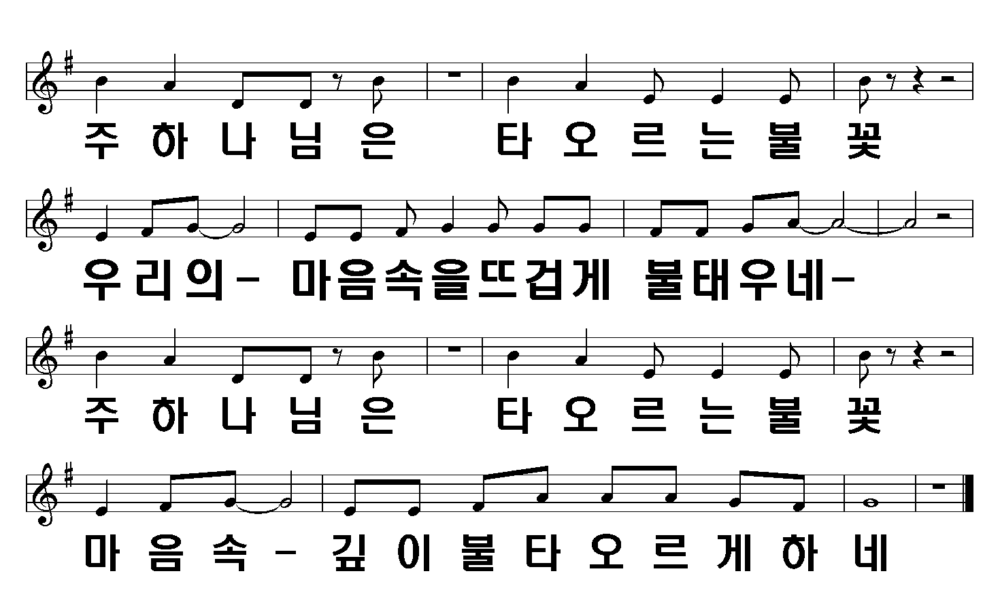 주 하 나 님 은 타 오 르 는 불 꽃
우 리 의 - 마 음 속 을 뜨 겁 게 불 태 우 네 -
주 하 나 님 은 타 오 르 는 불 꽃
마 음 속 - 깊 이 불 타 오 르 게 하 네